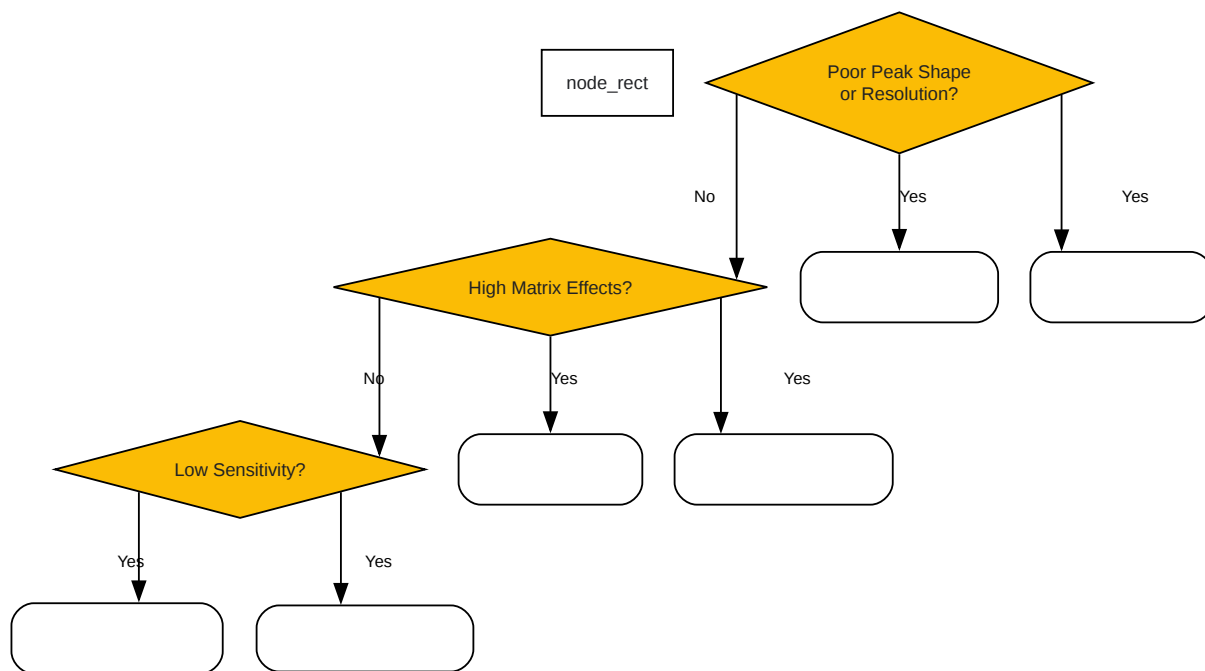 Poor Peak Shape
or Resolution?
node_rect
No
Yes
Yes
High Matrix Effects?
No
Yes
Yes
Low Sensitivity?
Yes
Yes